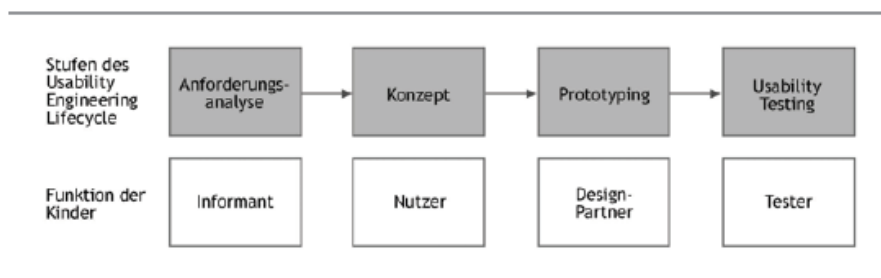 Stufen des
Usability
Engineering
Lifecycle
Anforderungs-
analyse
Konzept
Prototyping
Usability
Testing
Funktion der
Kinder
Informant
Nutzer
Design-
Partner
Tester